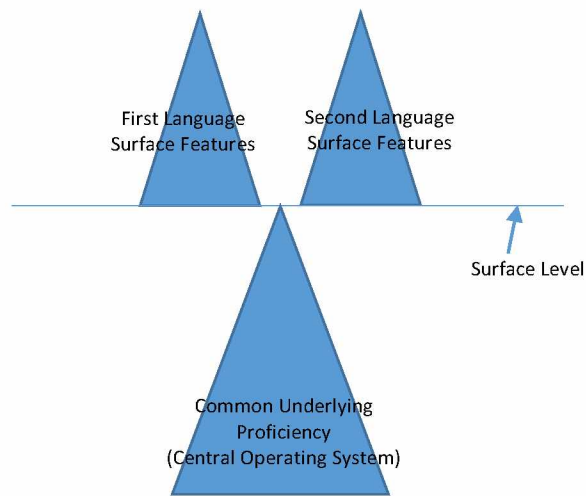 First Language
Surface Features
Second Language
Surface Features
Surface Level
Common Underlying
Proficiency
(Central Operating System)